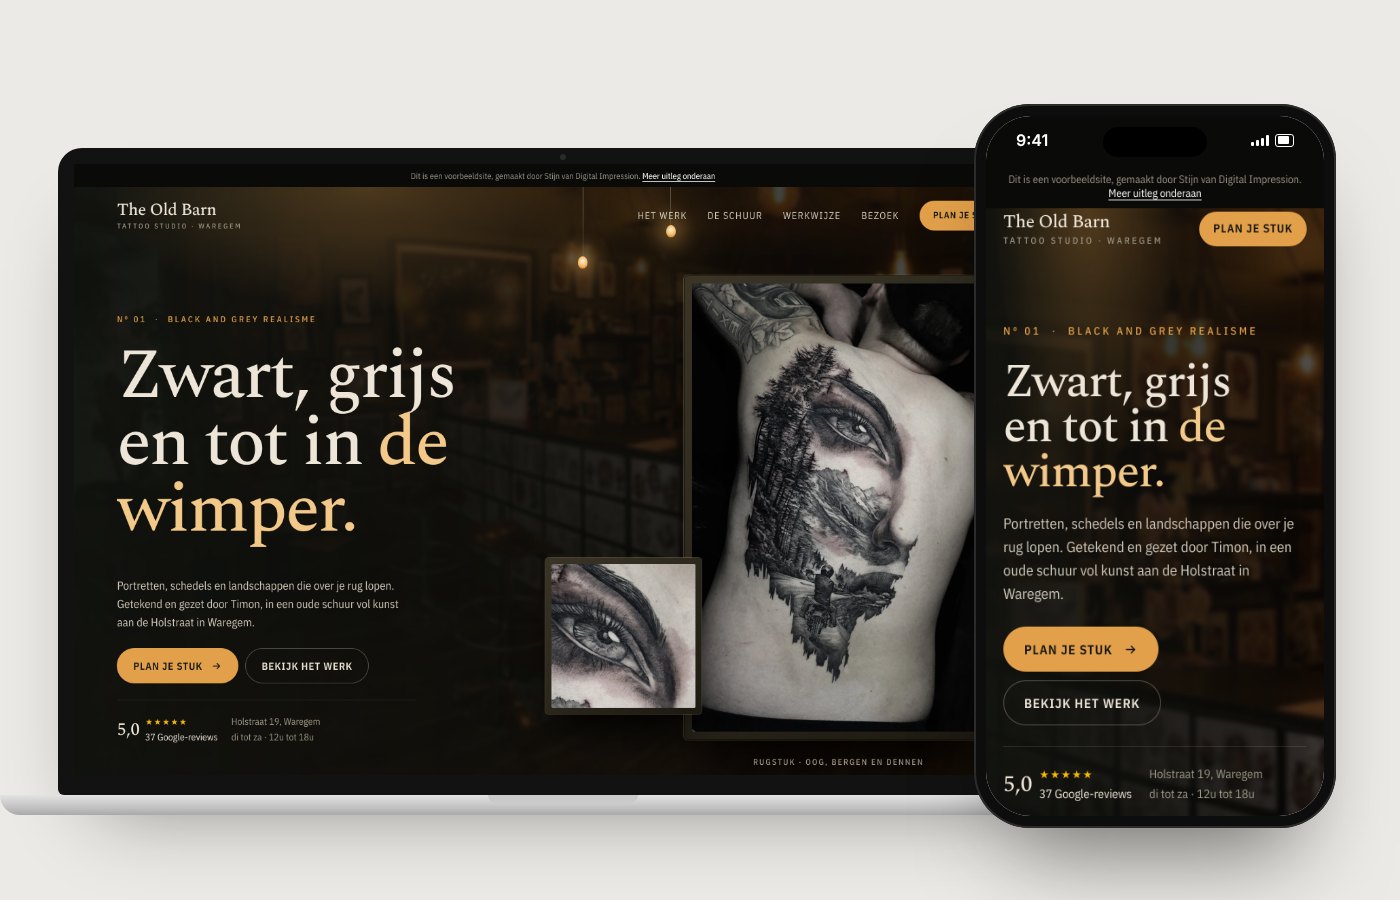 Dit is een voorbeeldsite, gemaakt door Stijn van Digital Impression. Meer uitleg onderaan
The Old Barn
TATTOO STUDIO · WAREGEM
HET WERK DE SCHUUR WERKWIJZE BEZOEK PLAN JE S
N° 01 · BLACK AND GREY REALISME
Zwart, grijs
en tot in de
wimper.
Portretten, schedels en landschappen die over je rug lopen.
Getekend en gezet door Timon, in een oude schuur vol kunst
aan de Holstraat in Waregem.
PLAN JE STUK → BEKIJK HET WERK
5,0 ★★★★★
37 Google-reviews
Holstraat 19, Waregem
di tot za · 12u tot 18u
RUGSTUK · OOG, BERGEN EN DENNEN
9:41
Dit is een voorbeeldsite, gemaakt door Stijn van Digital Impression.
Meer uitleg onderaan
The Old Barn
TATTOO STUDIO · WAREGEM
PLAN JE STUK
N° 01 · BLACK AND GREY REALISME
Zwart, grijs
en tot in de
wimper.
Portretten, schedels en landschappen die over je
rug lopen. Getekend en gezet door Timon, in een
oude schuur vol kunst aan de Holstraat in
Waregem.
PLAN JE STUK →
BEKIJK HET WERK
5,0 ★★★★★
37 Google-reviews
Holstraat 19, Waregem
di tot za · 12u tot 18u